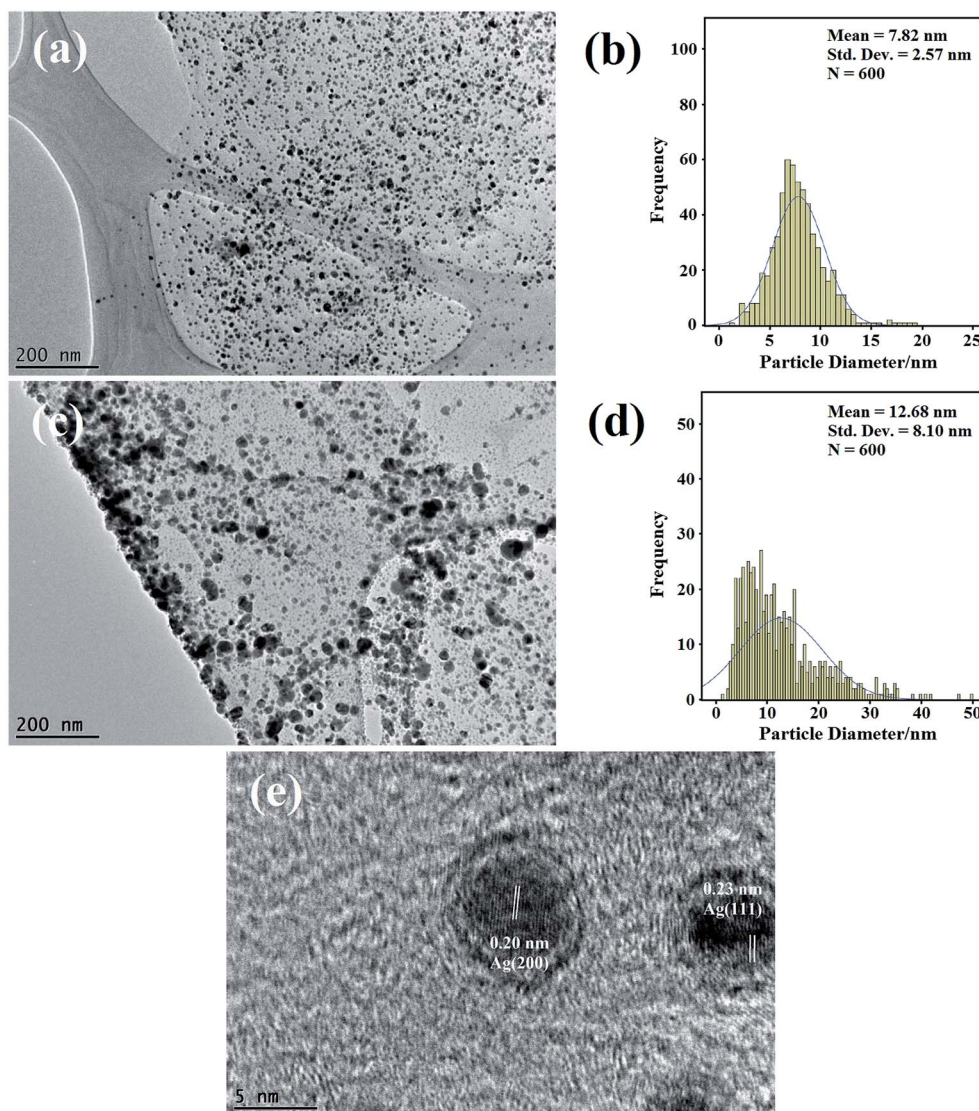 (a)
200 nm
(b)
Mean = 7.82 nm
Std. Dev. = 2.57 nm
N = 600
Frequency
100
80
60
40
20
0
0 5 10 15 20 25
Particle Diameter/nm
(c)
200 nm
(d)
Mean = 12.68 nm
Std. Dev. = 8.10 nm
N = 600
Frequency
50
40
30
20
10
0
0 10 20 30 40 50
Particle Diameter/nm
(e)
0.20 nm
Ag(200)
0.23 nm
Ag(111)
5 nm